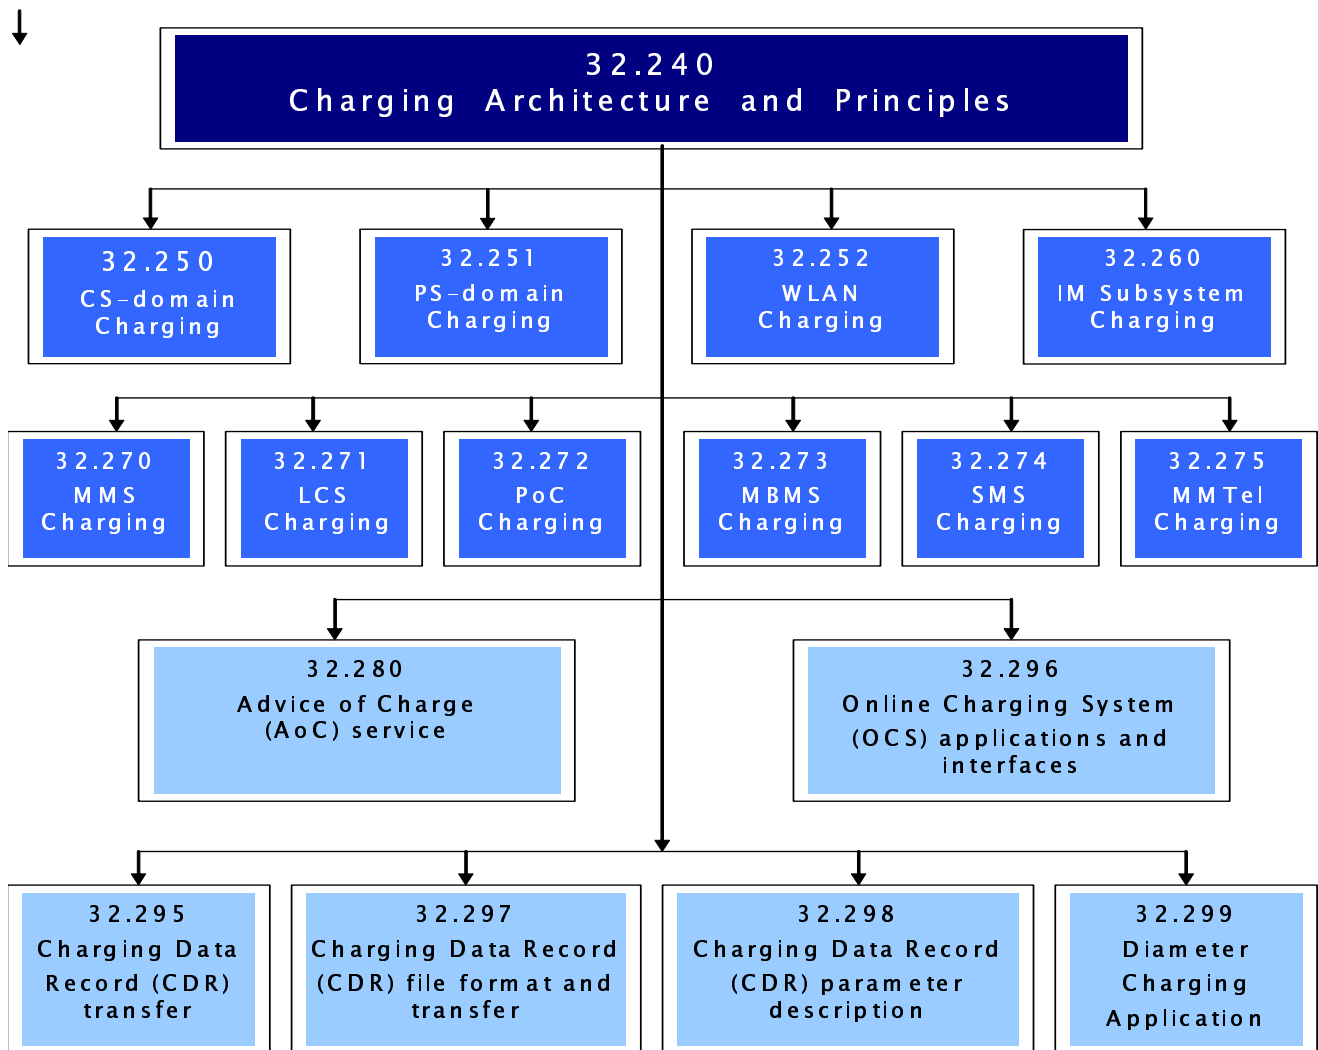 32.240
Charging Architecture and Principles
32.250
CS-domain
Charging
32.251
PS-domain
Charging
32.252
WLAN
Charging
32.260
IM Subsystem
Charging
32.270
MMS
Charging
32.271
LCS
Charging
32.272
PoC
Charging
32.273
MBMS
Charging
32.274
SMS
Charging
32.275
MMTel
Charging
32.280
Advice of Charge
(AoC) service
32.296
Online Charging System
(OCS) applications and
interfaces
32.295
Charging Data
Record (CDR)
transfer
32.297
Charging Data Record
(CDR) file format and
transfer
32.298
Charging Data Record
(CDR) parameter
description
32.299
Diameter
Charging
Application